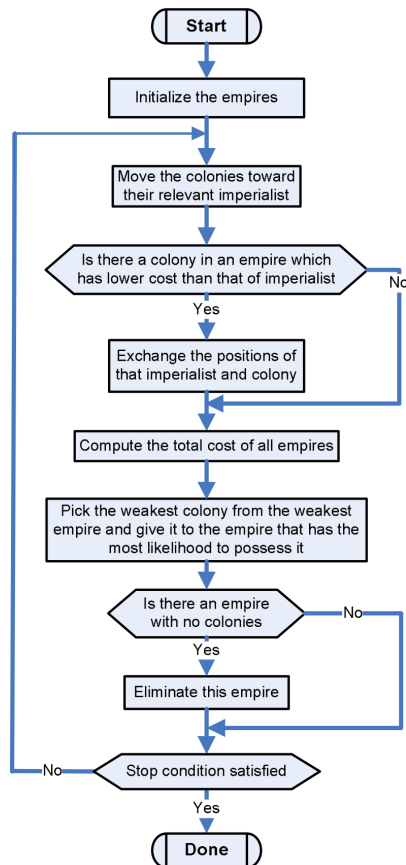 Start
Initialize the empires
Move the colonies toward
their relevant imperialist
Is there a colony in an empire which
has lower cost than that of imperialist
No
Yes
Exchange the positions of
that imperialist and colony
Compute the total cost of all empires
Pick the weakest colony from the weakest
empire and give it to the empire that has the
most likelihood to possess it
Is there an empire
with no colonies
No
Yes
Eliminate this empire
Stop condition satisfied
No
Yes
Done